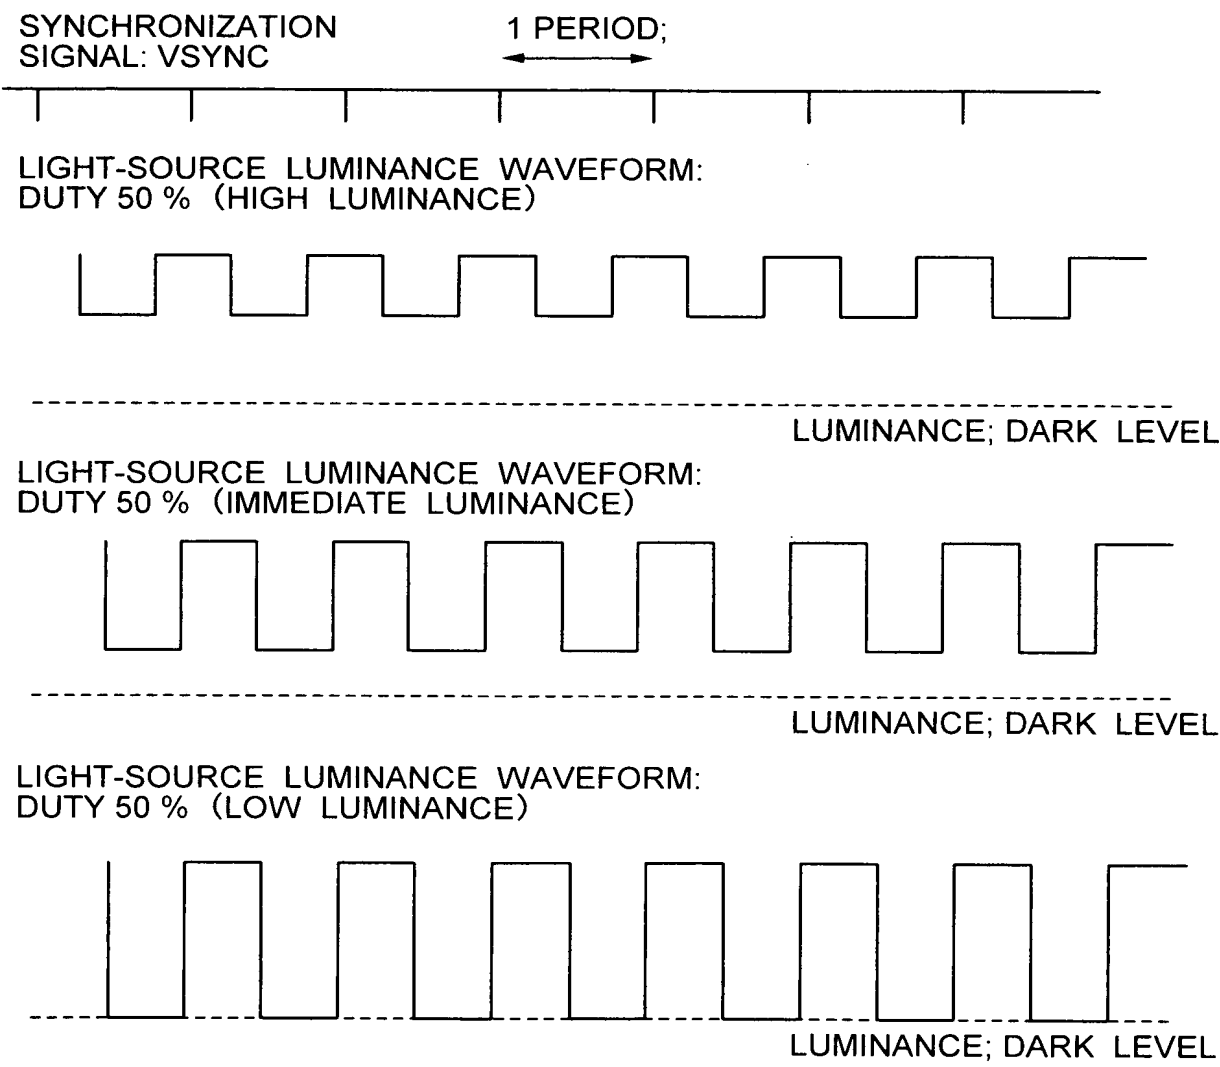 SYNCHRONIZATION
SIGNAL: VSYNC
1 PERIOD;
LIGHT-SOURCE LUMINANCE WAVEFORM:
DUTY 50 % (HIGH LUMINANCE)
LUMINANCE; DARK LEVEL
LIGHT-SOURCE LUMINANCE WAVEFORM:
DUTY 50 % (IMMEDIATE LUMINANCE)
LUMINANCE; DARK LEVEL
LIGHT-SOURCE LUMINANCE WAVEFORM:
DUTY 50 % (LOW LUMINANCE)
LUMINANCE; DARK LEVEL